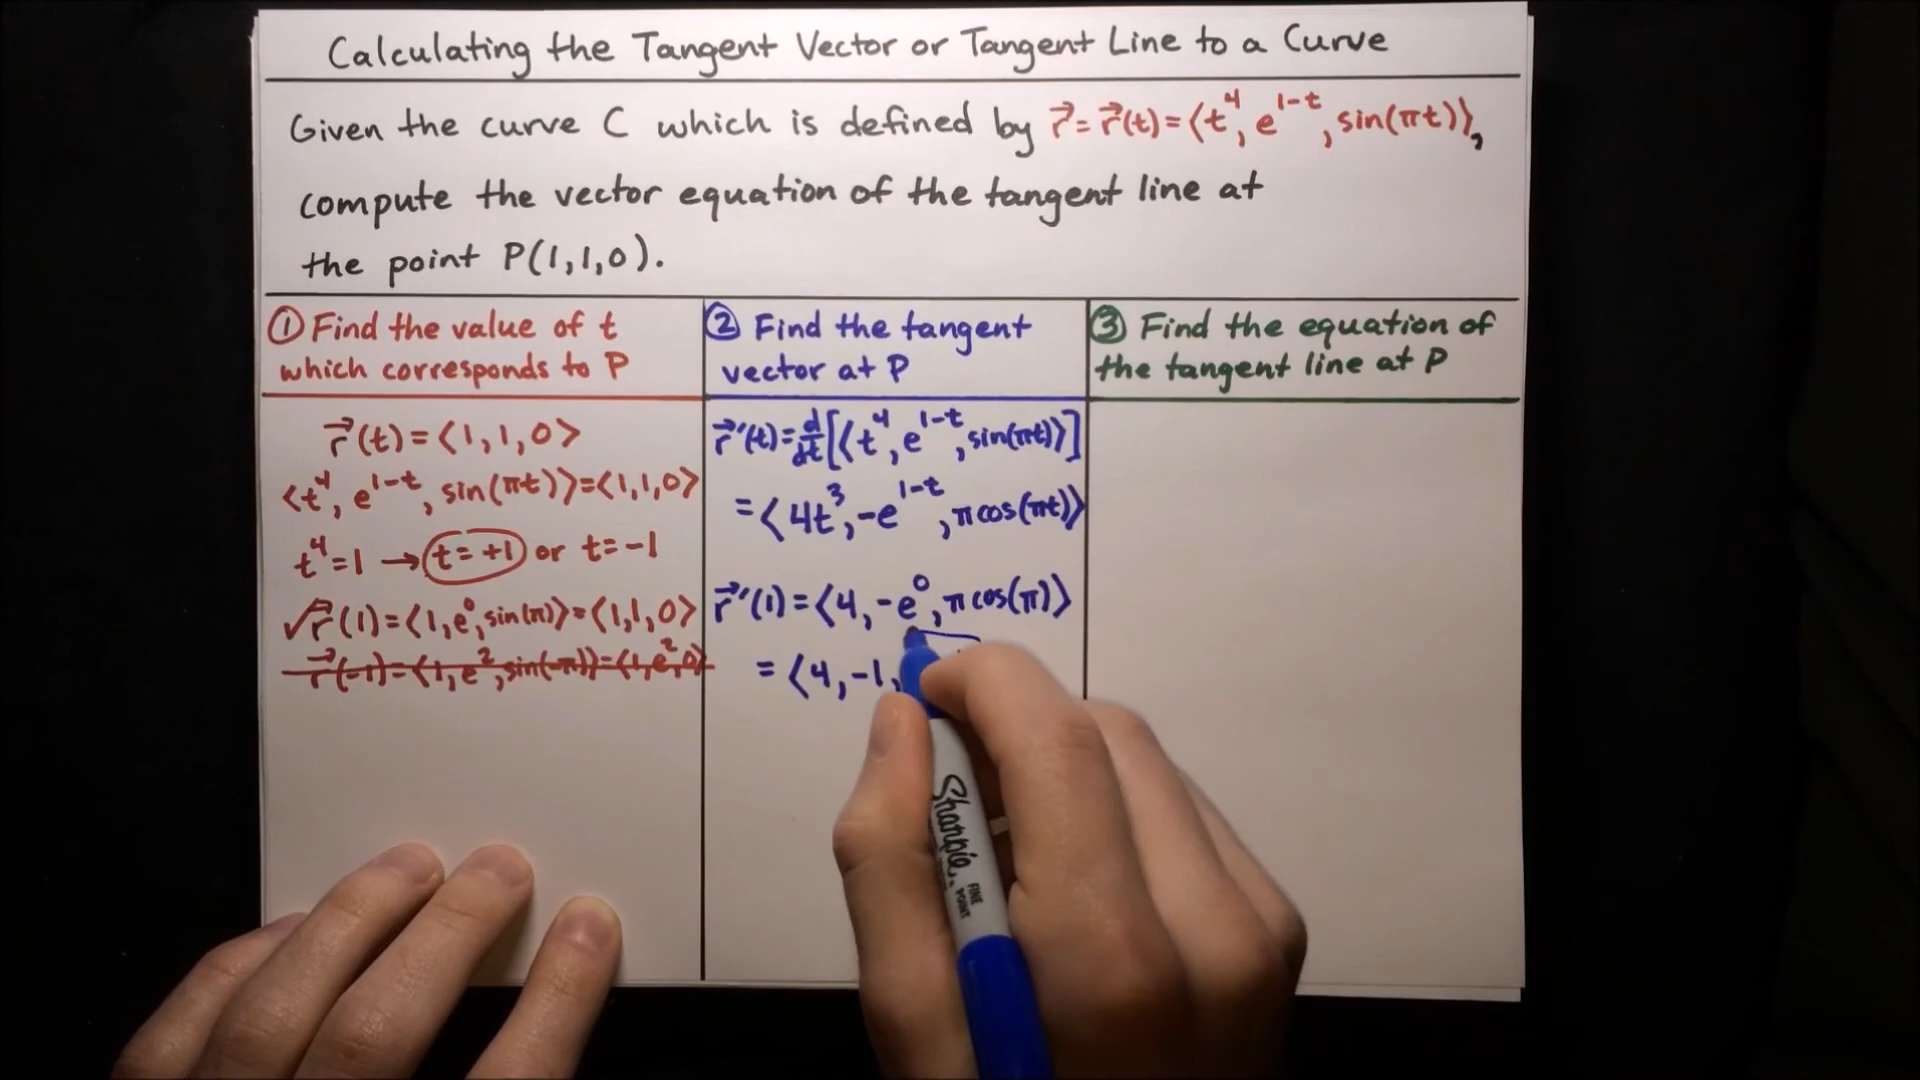 Calculating the Tangent Vector or Tangent Line to a Curve
Given the curve C which is defined by r⃗ = r⃗(t) = ⟨t⁴, e^(1-t), sin(πt)⟩,
compute the vector equation of the tangent line at
the point P(1,1,0).
① Find the value of t
which corresponds to P
r⃗(t) = <1,1,0>
<t⁴, e^(1-t), sin(πt)> = <1,1,0>
t⁴=1 → t=+1 or t=-1
✓ r⃗(1) = <1, e⁰, sin(π)> = <1,1,0>
r⃗(-1) = <1, e², sin(-π)> = <1, e², 0>
② Find the tangent
vector at P
r⃗'(t) = d/dt[⟨t⁴, e^(1-t), sin(πt)⟩]
= ⟨4t³, -e^(1-t), π cos(πt)⟩
r⃗'(1) = ⟨4, -e⁰, π cos(π)⟩
= ⟨4, -1,
③ Find the equation of
the tangent line at P
Sharpie.
FINE
POINT